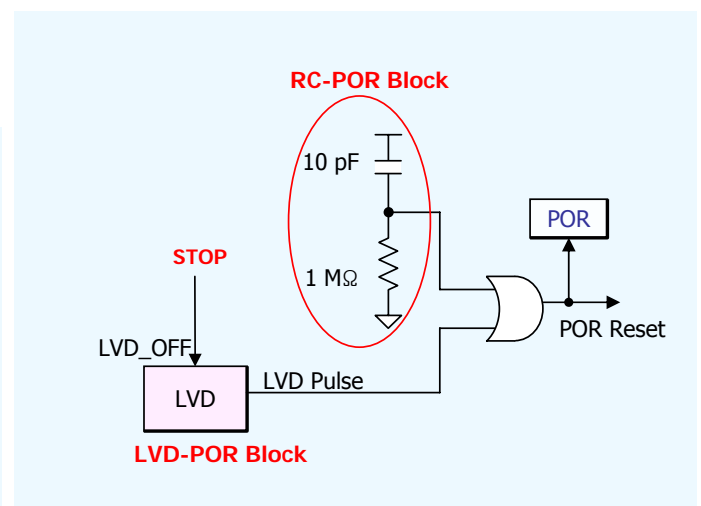 RC-POR Block
10 pF
POR
STOP
1 MΩ
POR Reset
LVD_OFF
LVD Pulse
LVD
LVD-POR Block